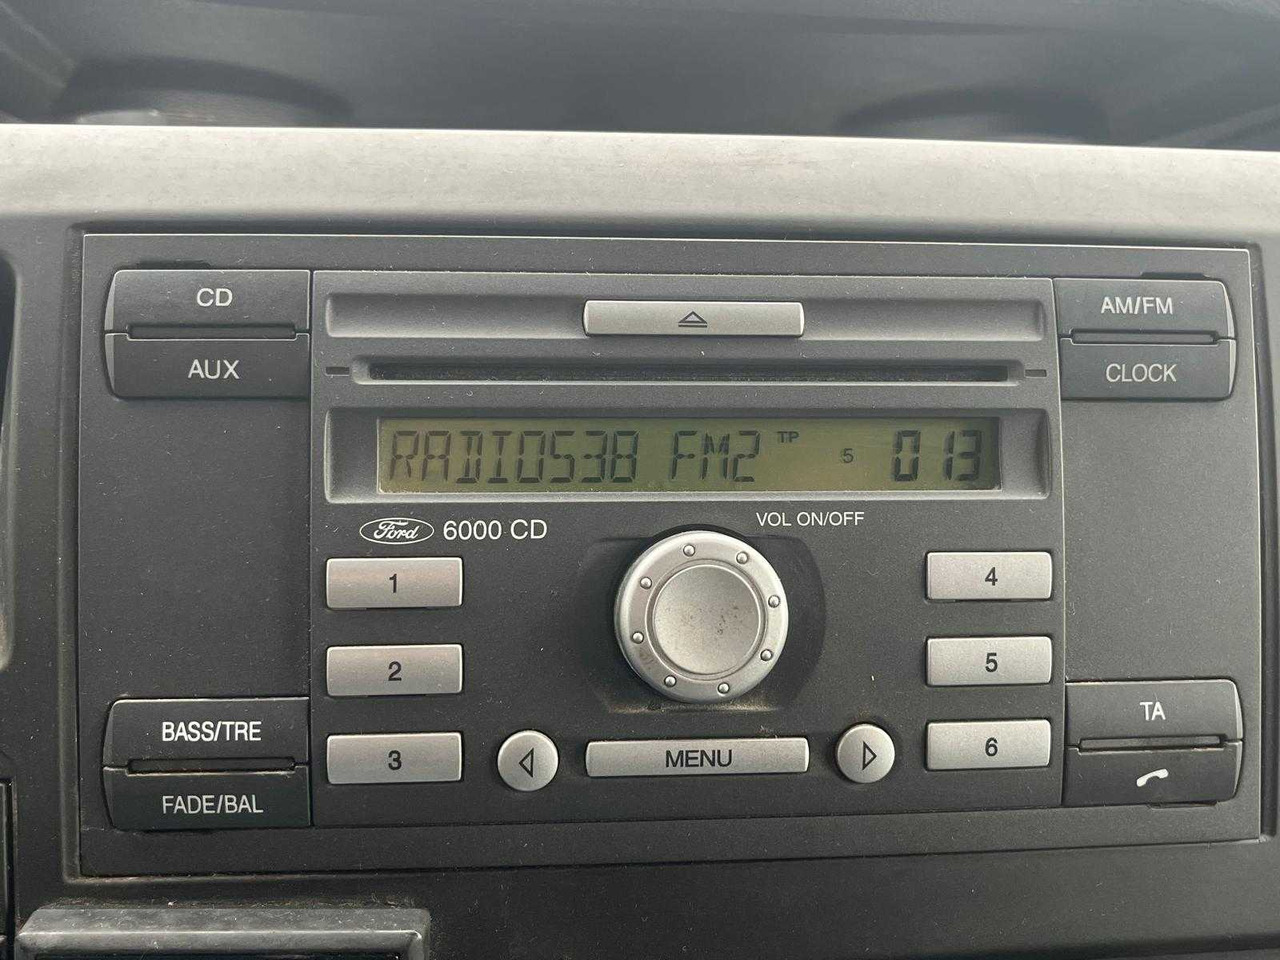 CD
AM/FM
AUX
CLOCK
RADIO538 FM2 TP 5 013
Ford 6000 CD
VOL ON/OFF
1
4
2
5
BASS/TRE
TA
3
MENU
6
FADE/BAL